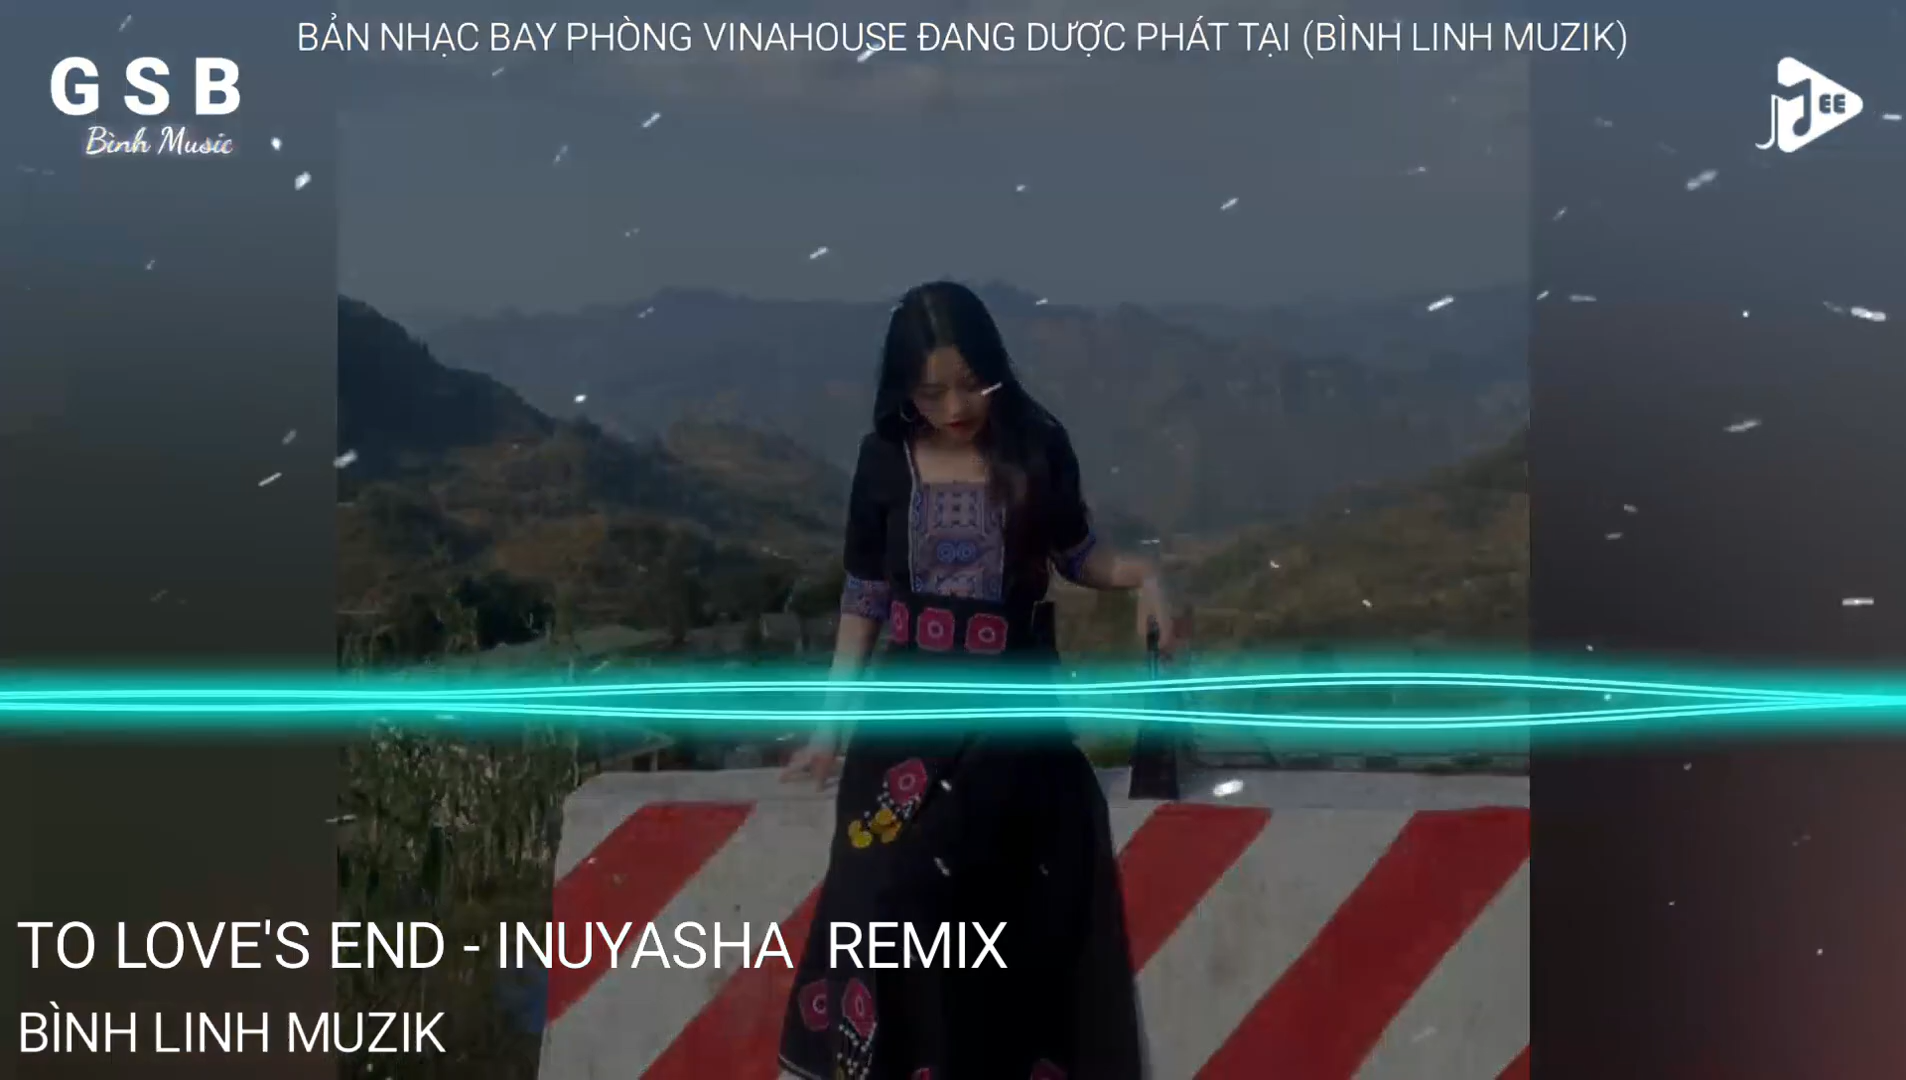 BẢN NHẠC BAY PHÒNG VINAHOUSE ĐANG DƯỢC PHÁT TẠI (BÌNH LINH MUZIK)
G S B
Bình Music
EE
TO LOVE'S END - INUYASHA REMIX
BÌNH LINH MUZIK